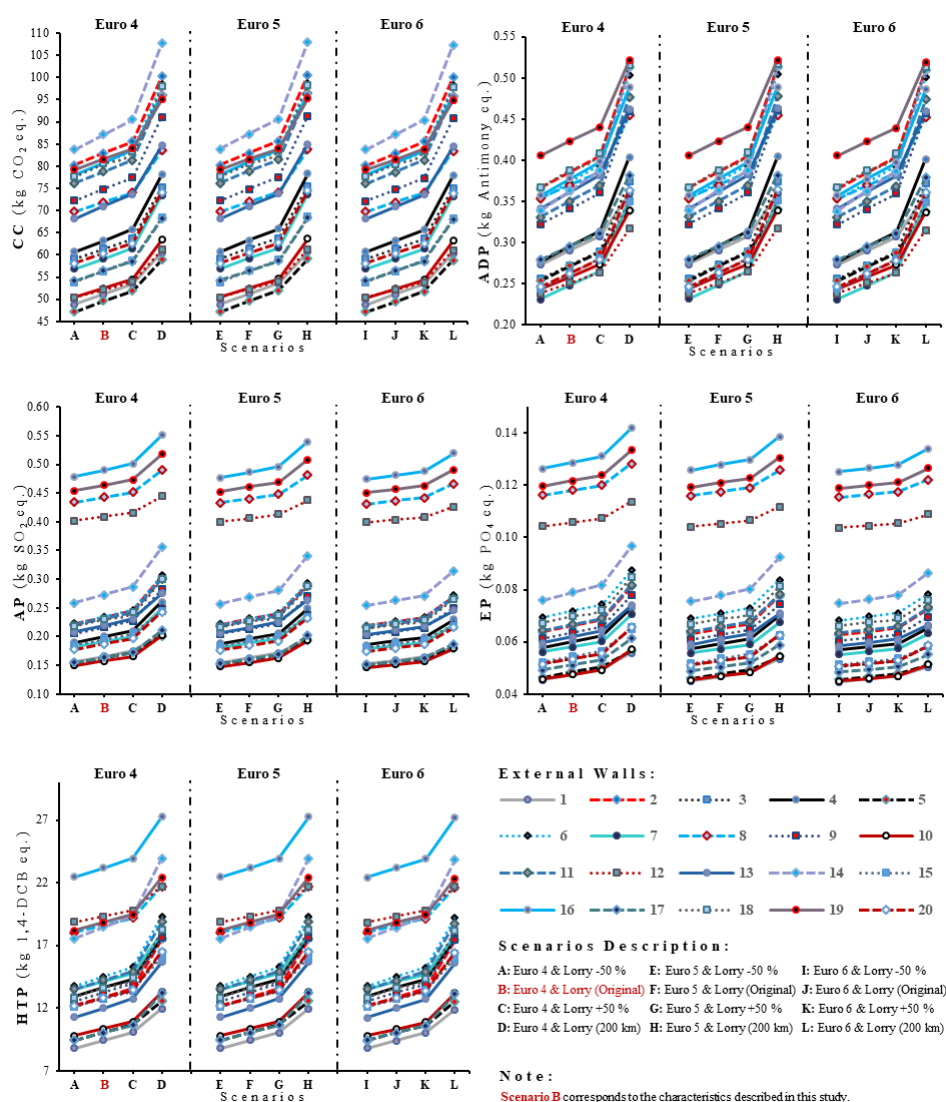 Euro 4 Euro 5 Euro 6
110
105
100
95
90
85
80
75
70
65
60
55
50
45
CC (kg CO2 eq.)
A B C D E F G H I J K L
Scenarios
Euro 4 Euro 5 Euro 6
0.55
0.50
0.40
0.30
0.20
ADP (kg Antimony eq.)
A B C D E F G H I J K L
Scenarios
Euro 4 Euro 5 Euro 6
0.60
0.55
0.50
0.45
0.40
0.35
0.30
0.25
0.20
0.15
0.10
AP (kg SO2 eq.)
A B C D E F G H I J K L
Scenarios
Euro 4 Euro 5 Euro 6
0.14
0.12
0.10
0.08
0.06
0.04
EP (kg PO4 eq.)
A B C D E F G H I J K L
Scenarios
Euro 4 Euro 5 Euro 6
27
22
17
12
7
HTP (kg 1,4-DCB eq.)
A B C D E F G H I J K L
External Walls:
1 2 3 4 5
6 7 8 9 10
11 12 13 14 15
16 17 18 19 20
Scenarios Description:
A: Euro 4 & Lorry -50 % E: Euro 5 & Lorry -50 % I: Euro 6 & Lorry -50 %
B: Euro 4 & Lorry (Original) F: Euro 5 & Lorry (Original) J: Euro 6 & Lorry (Original)
C: Euro 4 & Lorry +50 % G: Euro 5 & Lorry +50 % K: Euro 6 & Lorry +50 %
D: Euro 4 & Lorry (200 km) H: Euro 5 & Lorry (200 km) L: Euro 6 & Lorry (200 km)
Note:
Scenario B corresponds to the characteristics described in this study.